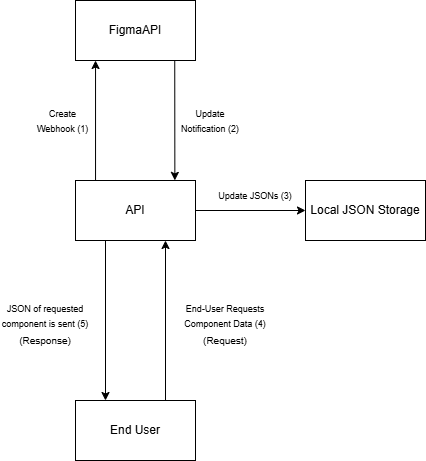 FigmaAPI
Create
Webhook (1)
Update
Notification (2)
API
Update JSONs (3)
Local JSON Storage
JSON of requested
component is sent (5)
(Response)
End-User Requests
Component Data (4)
(Request)
End User